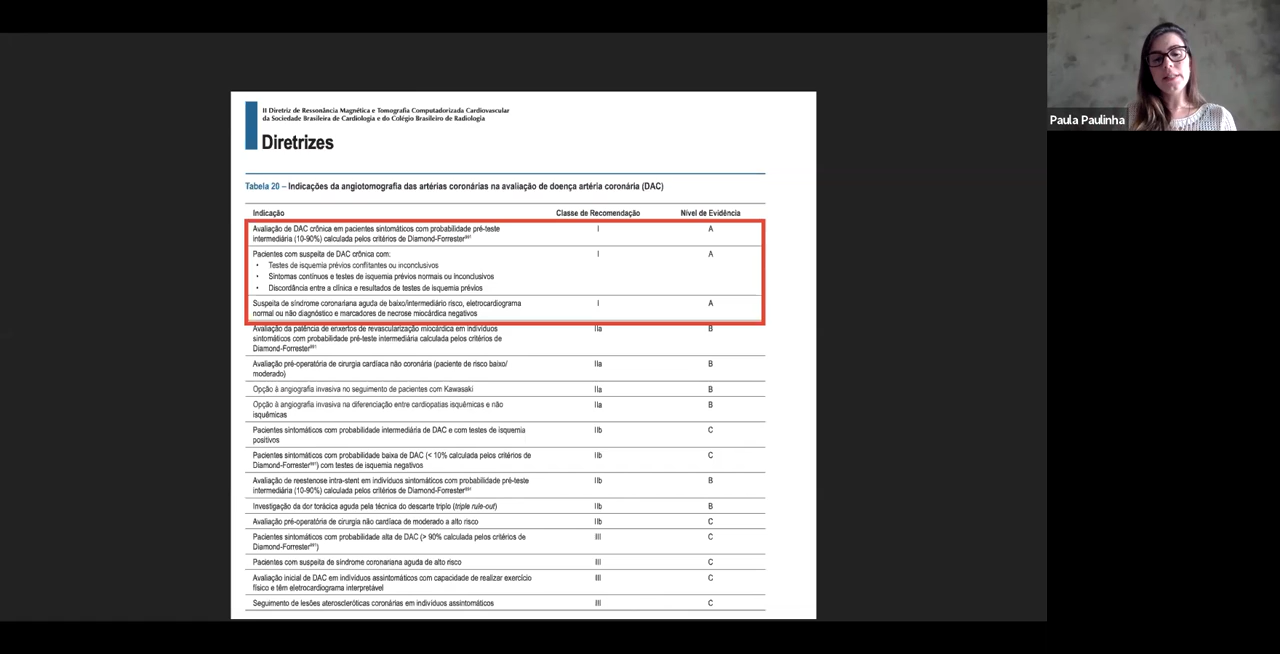 II Diretriz de Ressonância Magnética e Tomografia Computadorizada Cardiovascular
da Sociedade Brasileira de Cardiologia e do Colégio Brasileiro de Radiologia
Diretrizes
Tabela 20 – Indicações da angiotomografia das artérias coronárias na avaliação de doença artéria coronária (DAC)
Indicação Classe de Recomendação Nível de Evidência
Avaliação de DAC crônica em pacientes sintomáticos com probabilidade pré-teste I A
intermediária (10-90%) calculada pelos critérios de Diamond-Forrester
Pacientes com suspeita de DAC crônica com: I A
• Testes de isquemia prévios conflitantes ou inconclusivos
• Sintomas contínuos e testes de isquemia prévios normais ou inconclusivos
• Discordância entre a clínica e resultados de testes de isquemia prévios
Suspeita de síndrome coronariana aguda de baixo/intermediário risco, eletrocardiograma I A
normal ou não diagnóstico e marcadores de necrose miocárdica negativos
Avaliação da patência de enxertos de revascularização miocárdica em indivíduos IIa B
sintomáticos com probabilidade pré-teste intermediária calculada pelos critérios de
Diamond-Forrester
Avaliação pré-operatória de cirurgia cardíaca não coronária (paciente de risco baixo/ IIa B
moderado)
Opção à angiografia invasiva no seguimento de pacientes com Kawasaki IIa B
Opção à angiografia invasiva na diferenciação entre cardiopatias isquêmicas e não IIa B
isquêmicas
Pacientes sintomáticos com probabilidade intermediária de DAC e com testes de isquemia IIb C
positivos
Pacientes sintomáticos com probabilidade baixa de DAC (< 10% calculada pelos critérios de IIb C
Diamond-Forrester) com testes de isquemia negativos
Avaliação de reestenose intra-stent em indivíduos sintomáticos com probabilidade pré-teste IIb B
intermediária (10-90%) calculada pelos critérios de Diamond-Forrester
Investigação da dor torácica aguda pela técnica do descarte triplo (triple rule-out) IIb B
Avaliação pré-operatória de cirurgia não cardíaca de moderado a alto risco IIb C
Pacientes sintomáticos com probabilidade alta de DAC (> 90% calculada pelos critérios de III C
Diamond-Forrester)
Pacientes com suspeita de síndrome coronariana aguda de alto risco III C
Avaliação inicial de DAC em indivíduos assintomáticos com capacidade de realizar exercício III C
físico e têm eletrocardiograma interpretável
Seguimento de lesões ateroscleróticas coronárias em indivíduos assintomáticos III C
Paula Paulinha